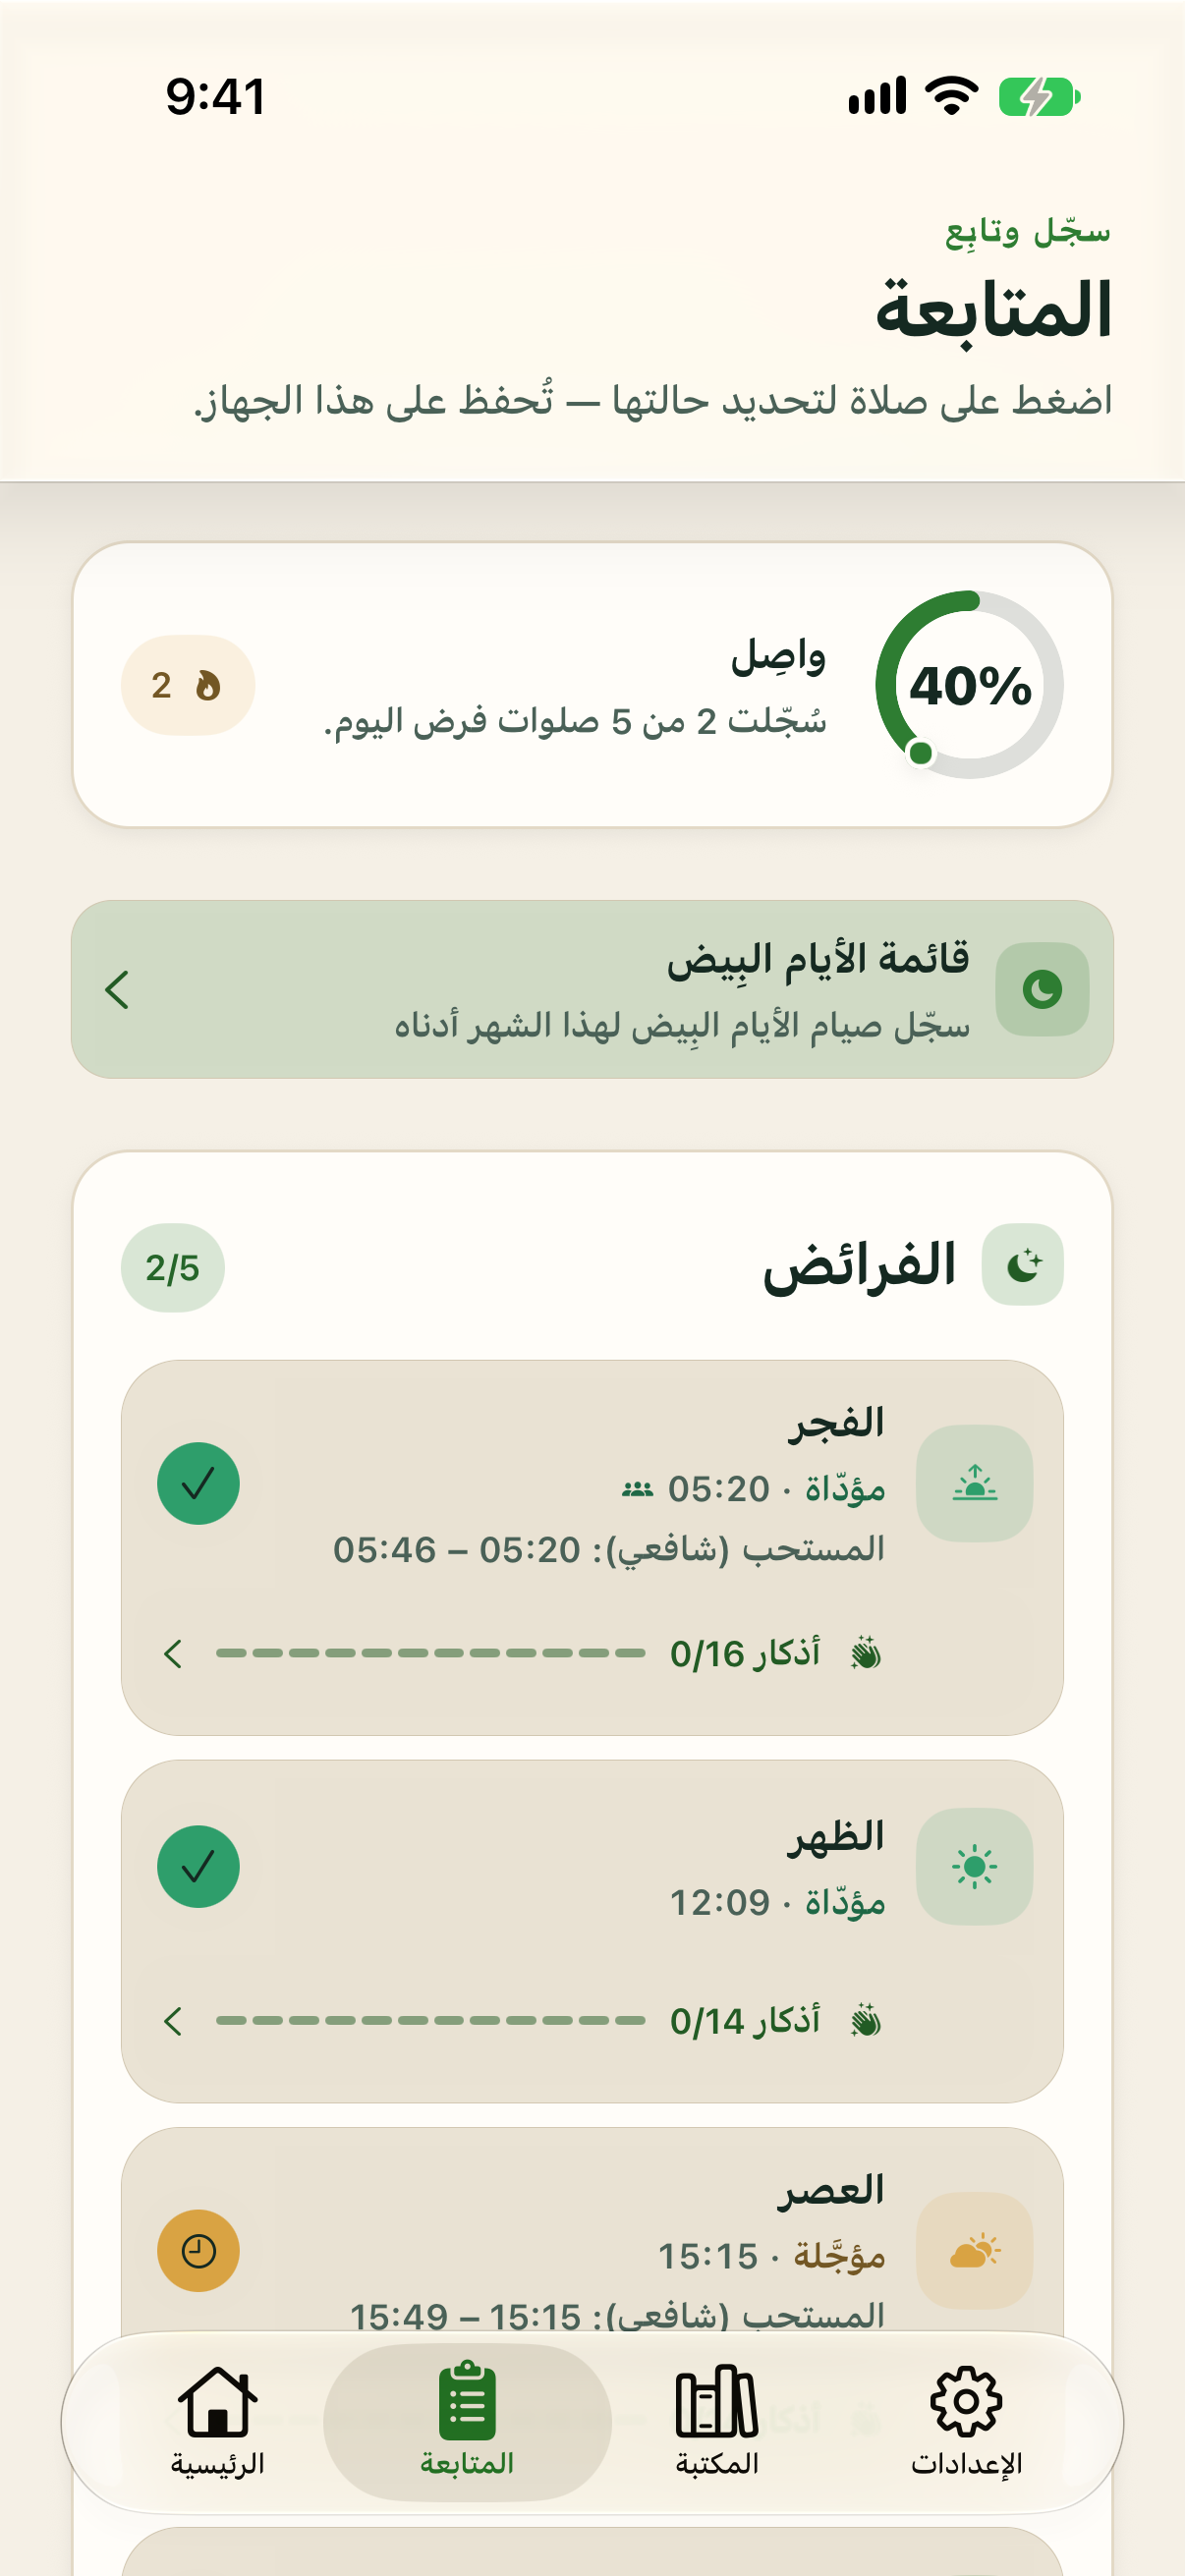 9:41
سجّل وتابِع
المتابعة
اضغط على صلاة لتحديد حالتها — تُحفظ على هذا الجهاز.
40%
واصِل
سُجّلت 2 من 5 صلوات فرض اليوم.
2
قائمة الأيام البِيض
سجّل صيام الأيام البِيض لهذا الشهر أدناه
الفرائض
2/5
الفجر
مؤدّاة · 05:20
المستحب (شافعي): 05:20 – 05:46
أذكار 0/16
الظهر
مؤدّاة · 12:09
أذكار 0/14
العصر
مؤجَّلة · 15:15
المستحب (شافعي): 15:15 – 15:49
أذكار
الإعدادات
المكتبة
المتابعة
الرئيسية